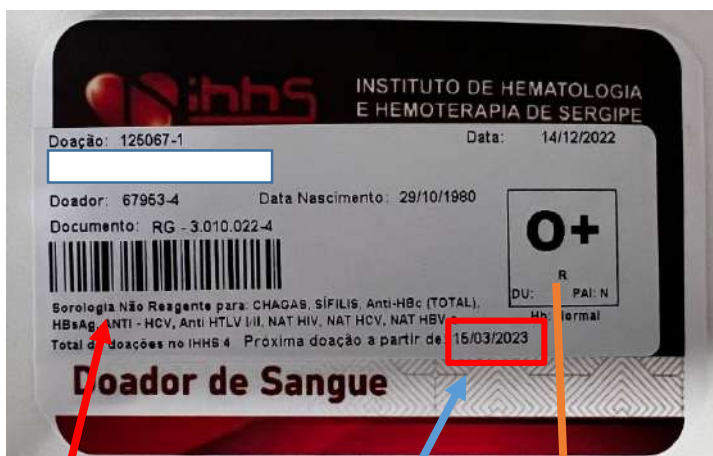 ihhs
INSTITUTO DE HEMATOLOGIA
E HEMOTERAPIA DE SERGIPE
Doação: 125067-1 Data: 14/12/2022
Doador: 67953-4 Data Nascimento: 29/10/1980
Documento: RG - 3.010.022-4
O+
R
DU: PAI: N
Sorologia Não Reagente para: CHAGAS, SÍFILIS, Anti-HBc (TOTAL),
HBsAg, ANTI - HCV, Anti HTLV I/II, NAT HIV, NAT HCV, NAT HBV
Hb: Normal
Total de doações no IHHS 4 Próxima doação a partir de: 15/03/2023
Doador de Sangue